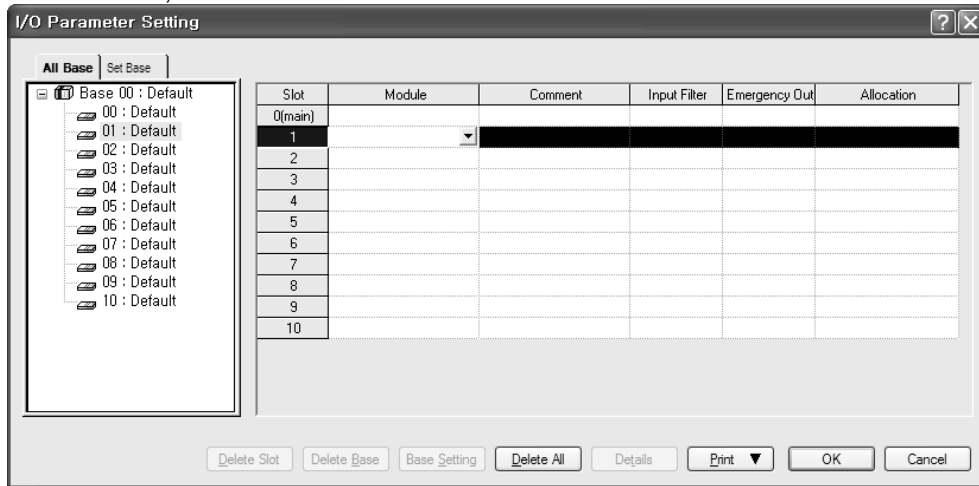 I/O Parameter Setting
All Base Set Base
Base 00 : Default
00 : Default
01 : Default
02 : Default
03 : Default
04 : Default
05 : Default
06 : Default
07 : Default
08 : Default
09 : Default
10 : Default
Slot Module Comment Input Filter Emergency Out Allocation
0(main)
1
2
3
4
5
6
7
8
9
10
Delete Slot Delete Base Base Setting Delete All Details Print ▼ OK Cancel